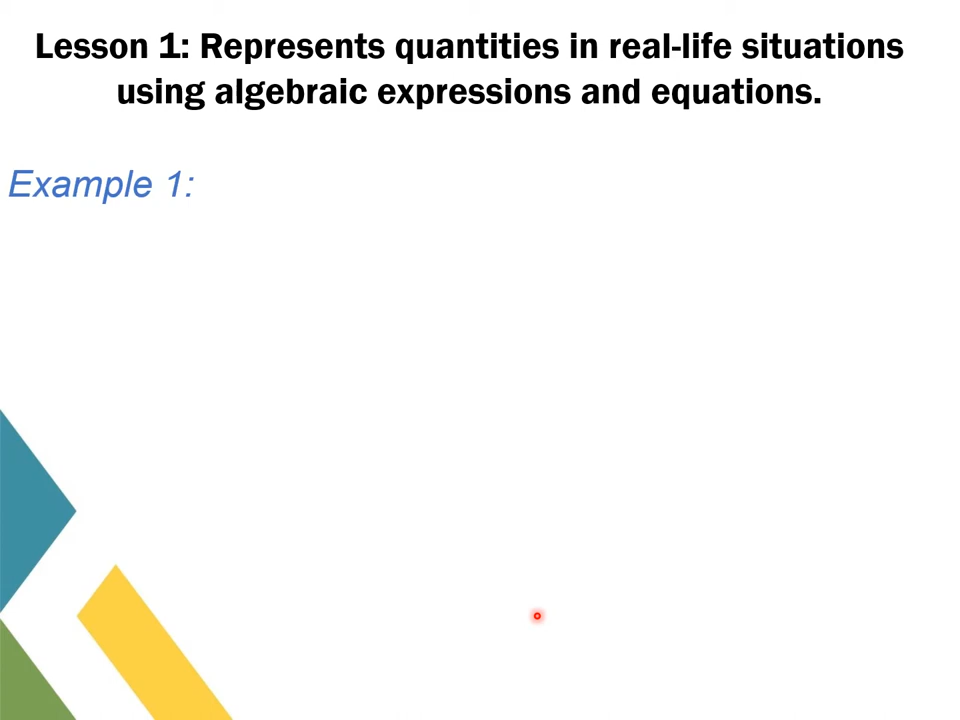 Lesson 1: Represents quantities in real-life situations
using algebraic expressions and equations.
Example 1: